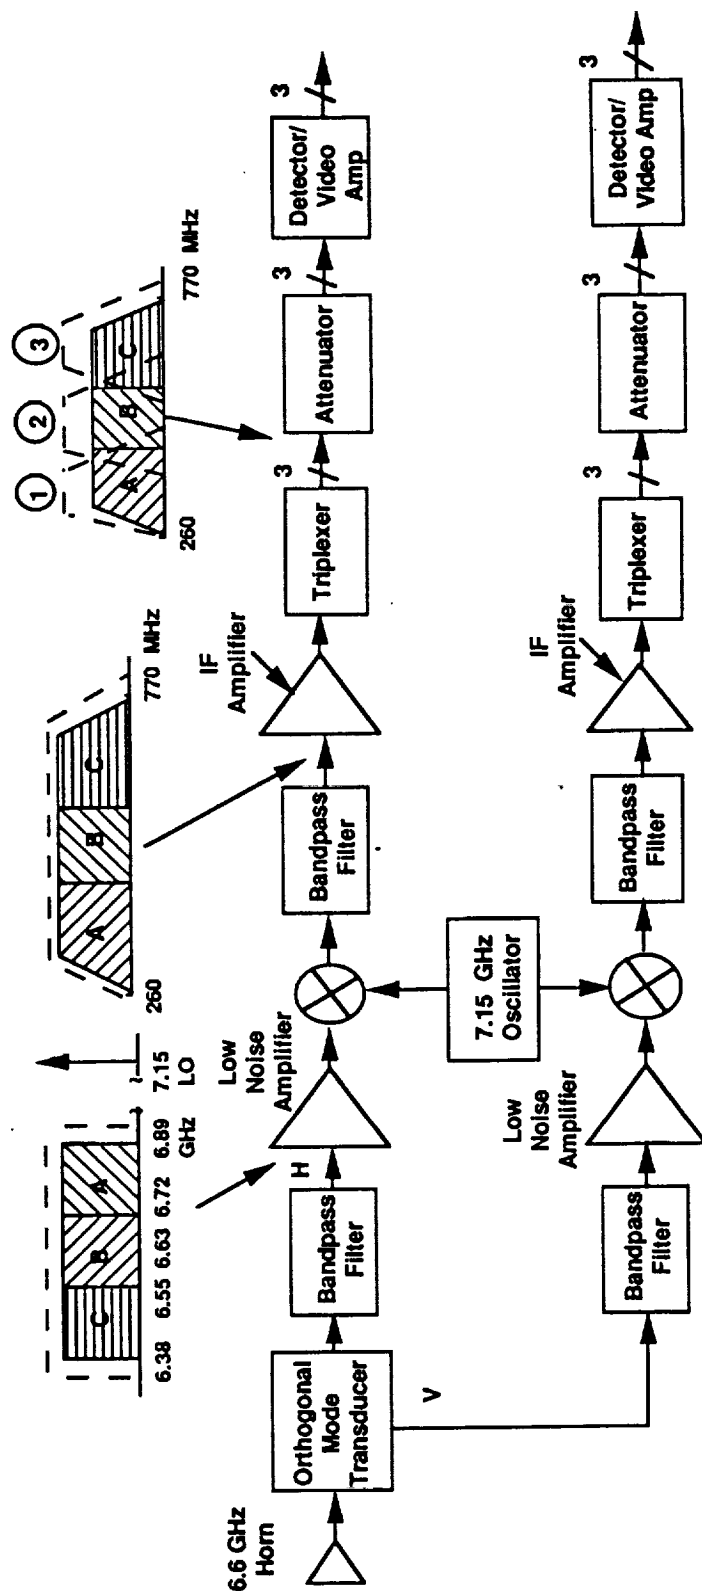 6.38 6.55 6.63 6.72 6.89
GHz
7.15
LO
C
B
A
260
770 MHz
A
B
C
1
2
3
260
770 MHz
A
B
C
6.6 GHz
Horn
Orthogonal
Mode
Transducer
H
V
Bandpass
Filter
Low
Noise
Amplifier
Bandpass
Filter
IF
Amplifier
Triplexer
3
Attenuator
3
Detector/
Video
Amp
3
7.15 GHz
Oscillator
Bandpass
Filter
Low
Noise
Amplifier
Bandpass
Filter
IF
Amplifier
Triplexer
3
Attenuator
3
Detector/
Video Amp
3